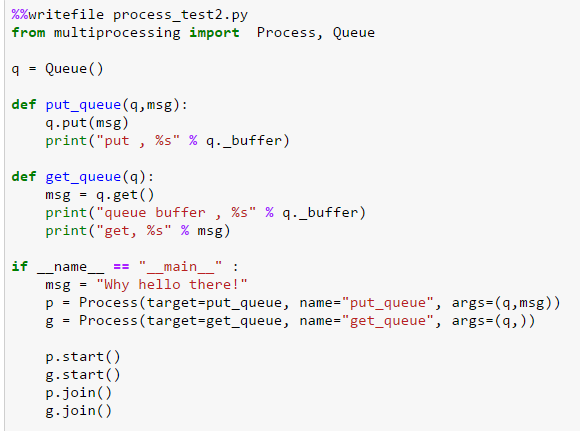 %%writefile process_test2.py
from multiprocessing import  Process, Queue
q = Queue()
def put_queue(q,msg):
    q.put(msg)
    print("put , %s" % q._buffer)
def get_queue(q):
    msg = q.get()
    print("queue buffer , %s" % q._buffer)
    print("get, %s" % msg)
if __name__ == "__main__" :
    msg = "Why hello there!"
    p = Process(target=put_queue, name="put_queue", args=(q,msg))
    g = Process(target=get_queue, name="get_queue", args=(q,))
    p.start()
    g.start()
    p.join()
    g.join()